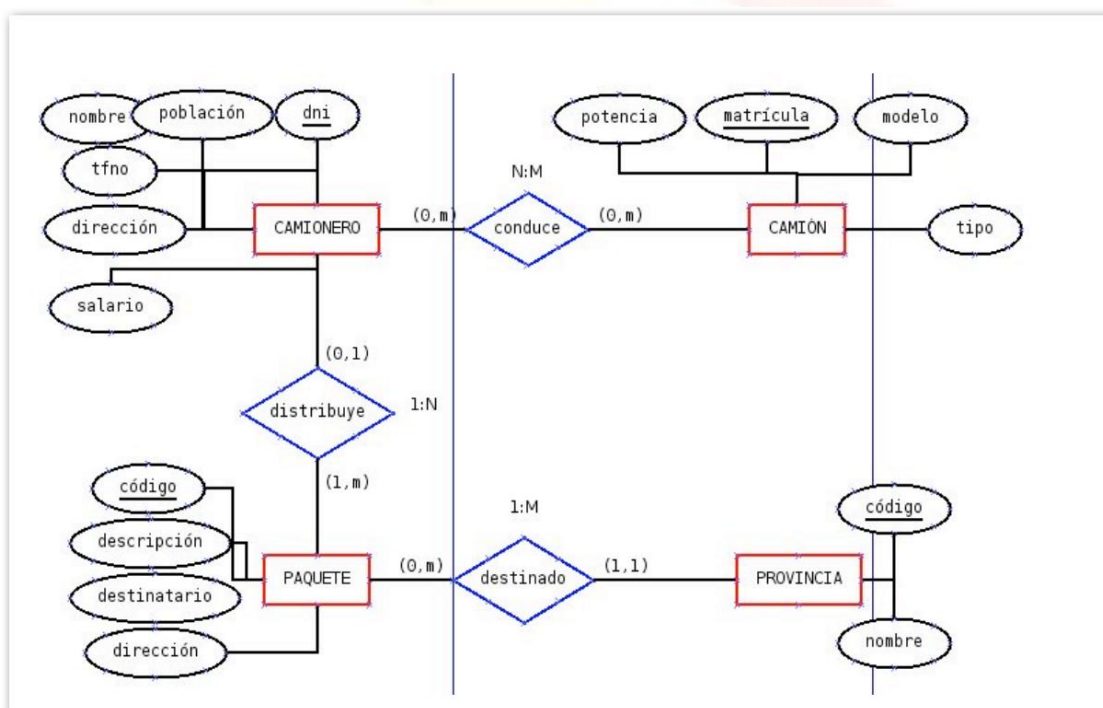 nombre
población
dni
potencia
matrícula
modelo
tfno
N:M
dirección
CAMIONERO
(0,m)
conduce
(0,m)
CAMIÓN
tipo
salario
(0,1)
distribuye
1:N
(1,m)
código
1:M
código
descripción
PAQUETE
(0,m)
destinado
(1,1)
PROVINCIA
destinatario
dirección
nombre